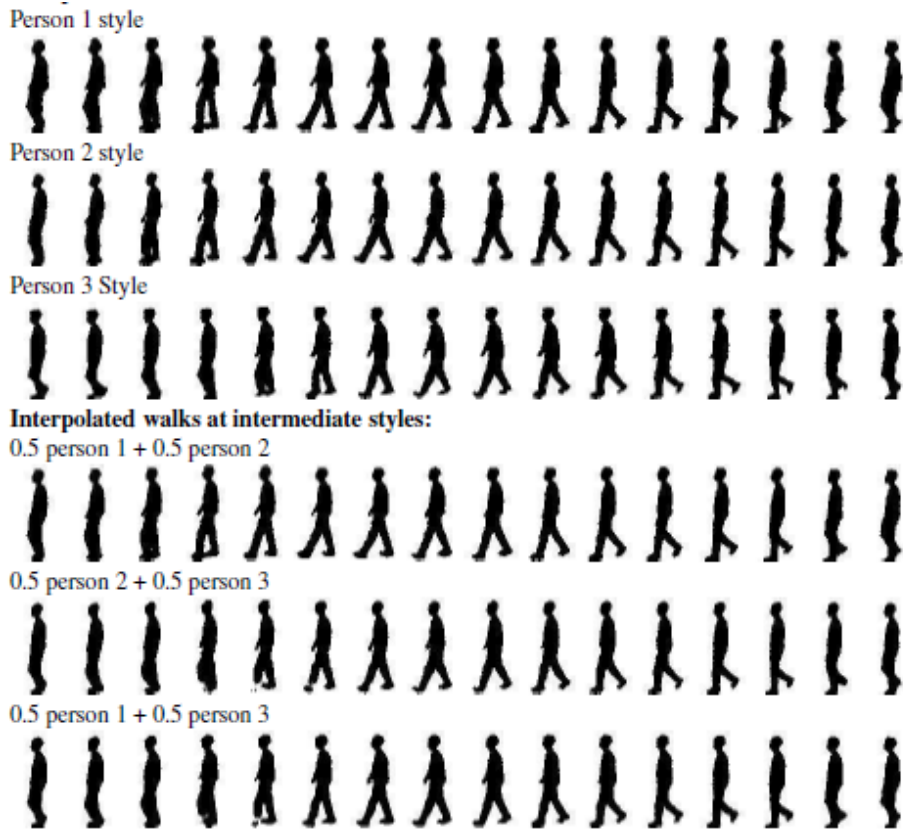 Person 1 style
Person 2 style
Person 3 Style
Interpolated walks at intermediate styles:
0.5 person 1 + 0.5 person 2
0.5 person 2 + 0.5 person 3
0.5 person 1 + 0.5 person 3